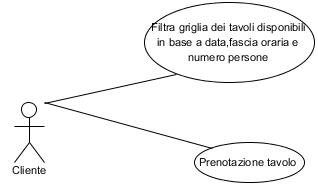 Filtra griglia dei tavoli disponibili
in base a data,fascia oraria e
numero persone
Prenotazione tavolo
Cliente